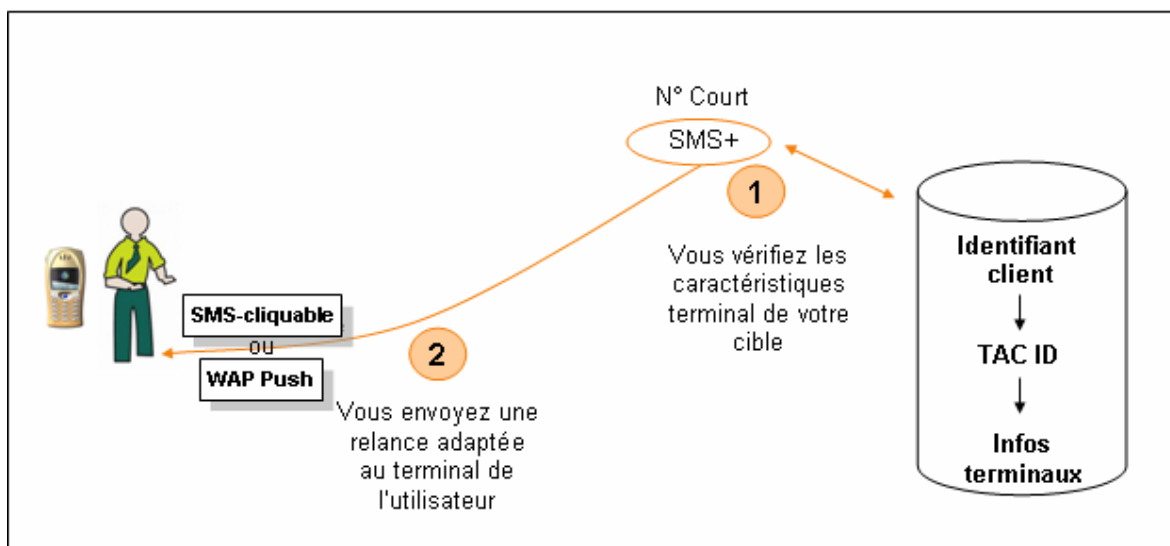 N° Court
SMS+
1
Vous vérifiez les
caractéristiques
terminal de votre
cible
Identifiant
client
TAC ID
Infos
terminaux
SMS-cliquable
ou
WAP Push
2
Vous envoyez une
relance adaptée
au terminal de
l'utilisateur